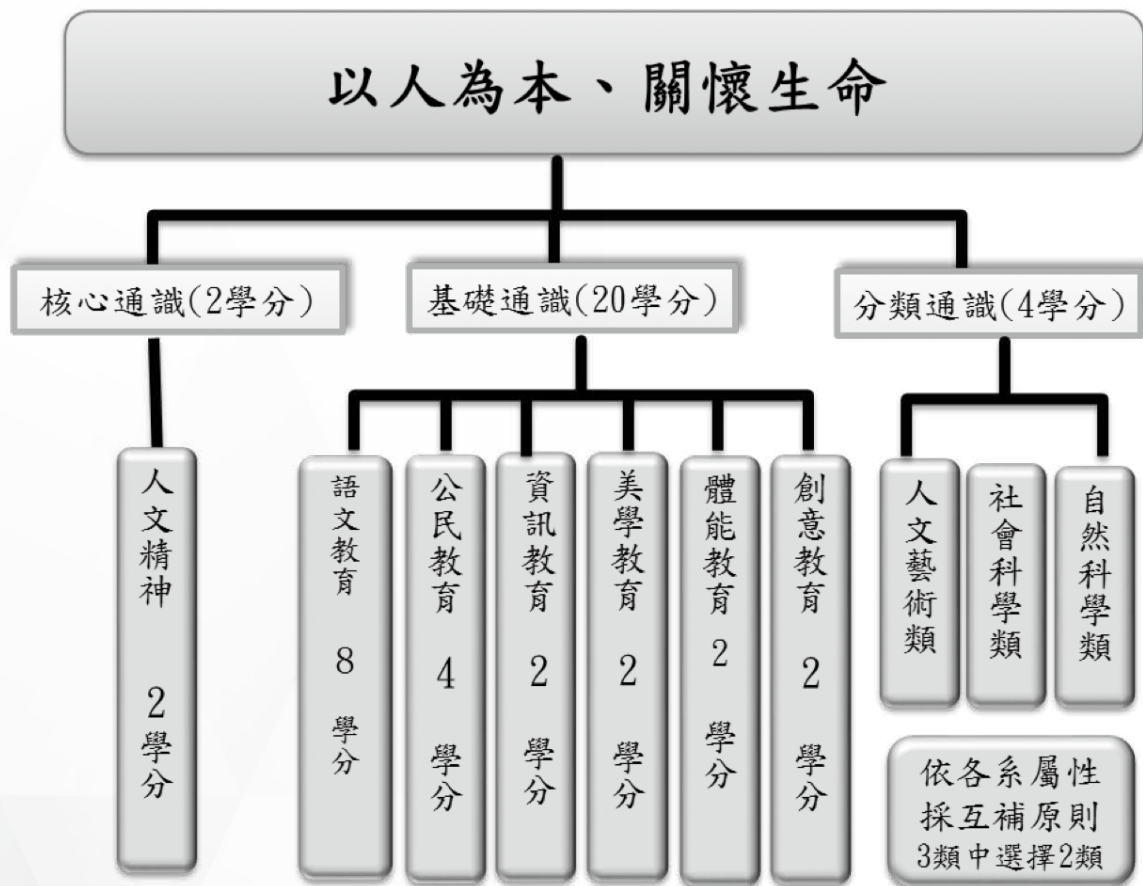 以人為本、關懷生命
核心通識(2學分)
基礎通識(20學分)
分類通識(4學分)
人文精神 2學分
語文教育 8學分
公民教育 4學分
資訊教育 2學分
美學教育 2學分
體能教育 2學分
創意教育 2學分
人文藝術類
社會科學類
自然科學類
依各系屬性
採互補原則
3類中選擇2類